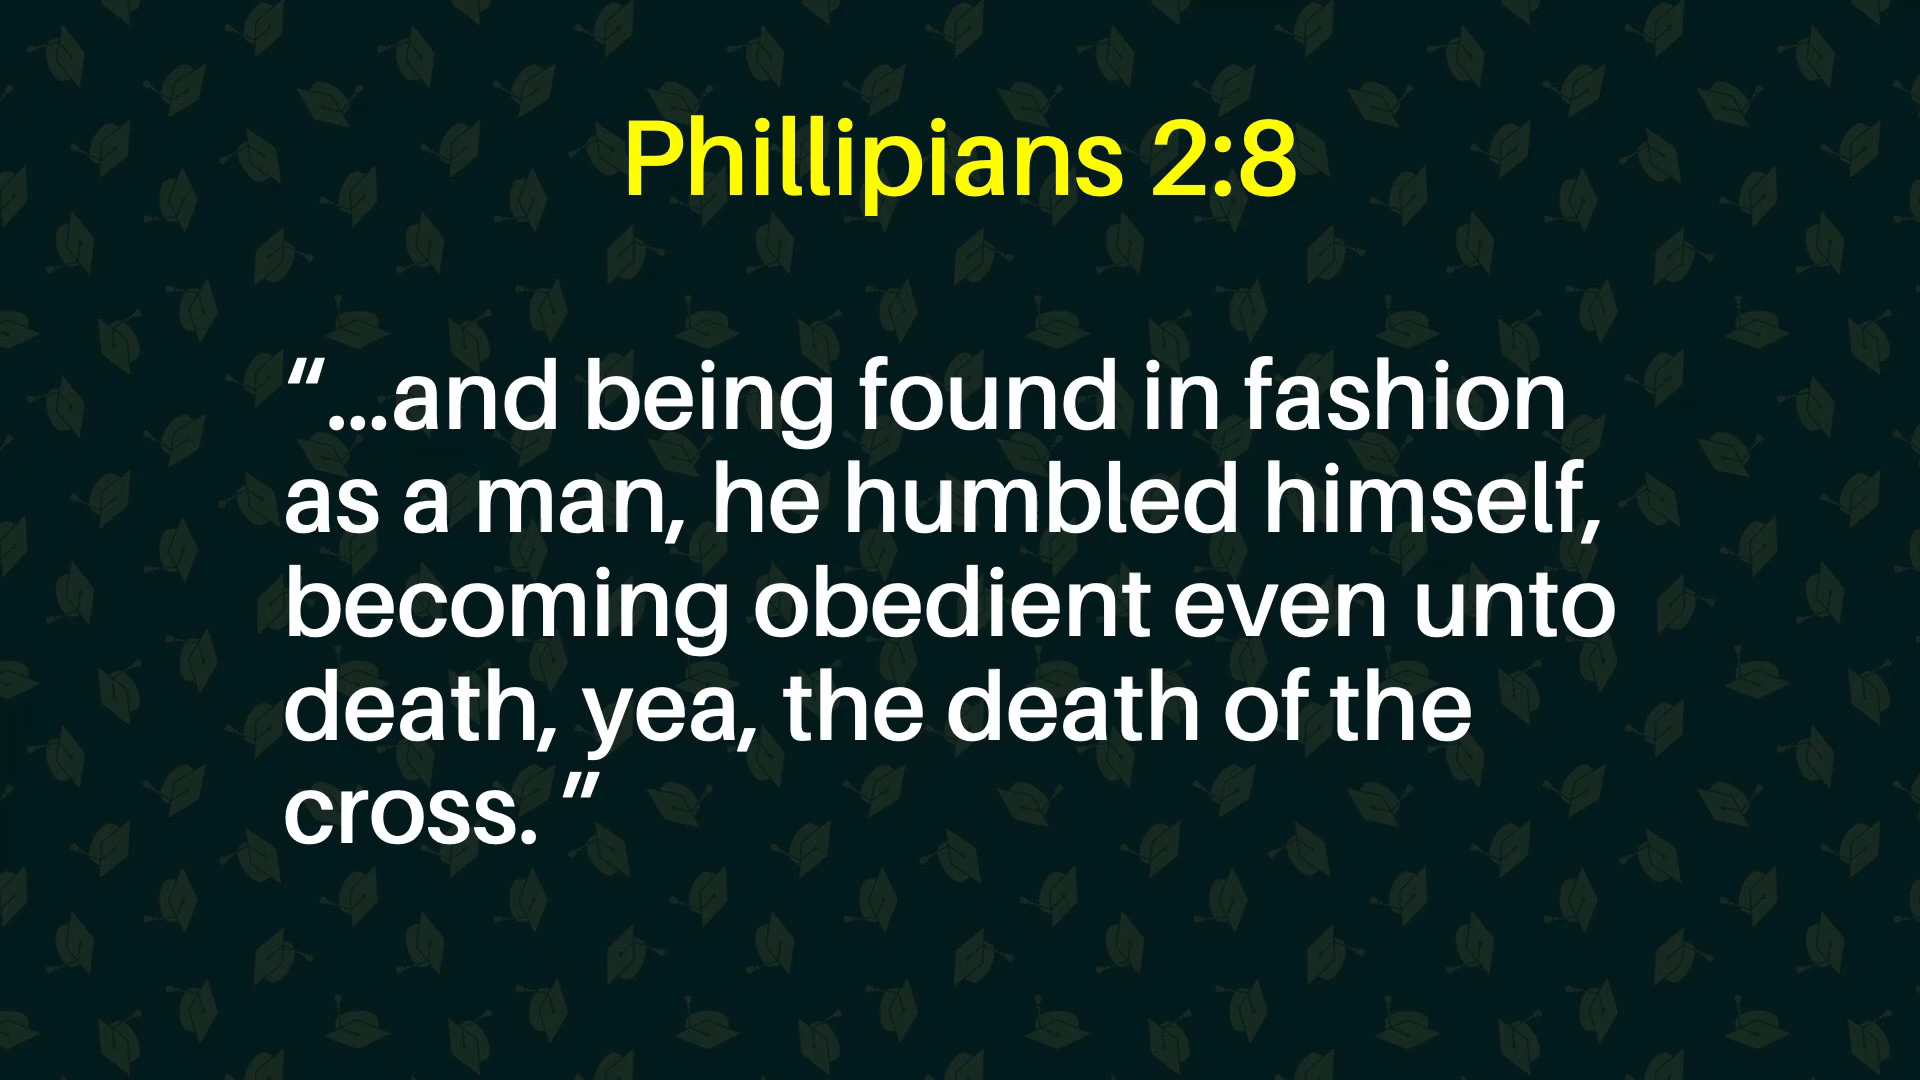 Phillipians 2:8
“...and being found in fashion
as a man, he humbled himself,
becoming obedient even unto
death, yea, the death of the
cross. ”